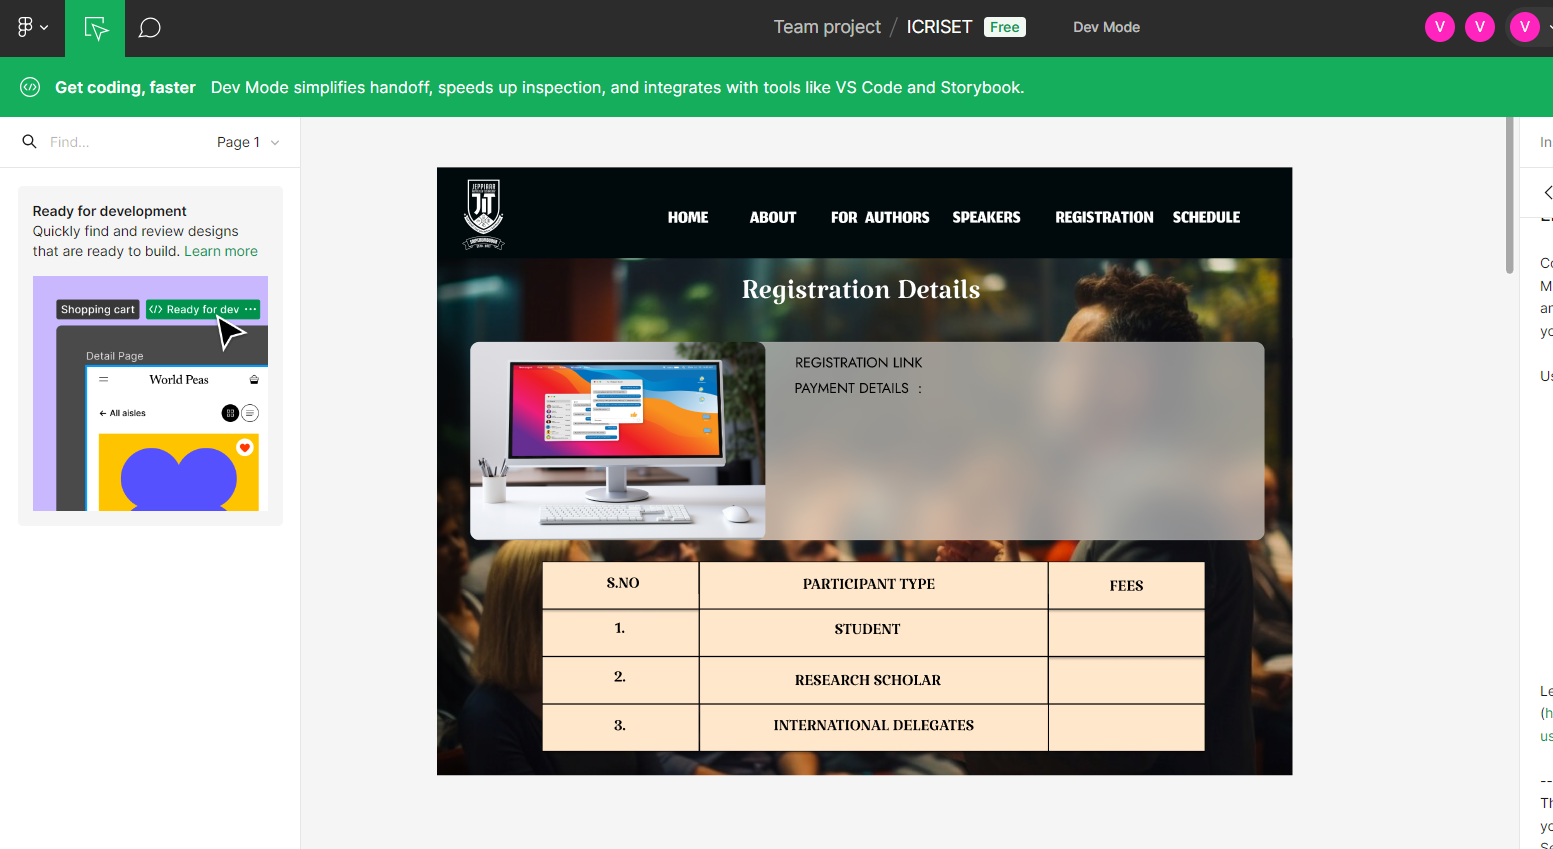 Team project / ICRISET Free Dev Mode V V V
Get coding, faster Dev Mode simplifies handoff, speeds up inspection, and integrates with tools like VS Code and Storybook.
Find... Page 1
Ready for development
Quickly find and review designs
that are ready to build. Learn more
Shopping cart </> Ready for dev ...
Detail Page
World Peas
← All aisles
JEPPIAAR
JIT
HOME ABOUT FOR AUTHORS SPEAKERS REGISTRATION SCHEDULE
Registration Details
REGISTRATION LINK
PAYMENT DETAILS :
S.NO PARTICIPANT TYPE FEES
1. STUDENT
2. RESEARCH SCHOLAR
3. INTERNATIONAL DELEGATES
In
Co
M
an
yo
Us
Le
(h
us
--
Th
yo